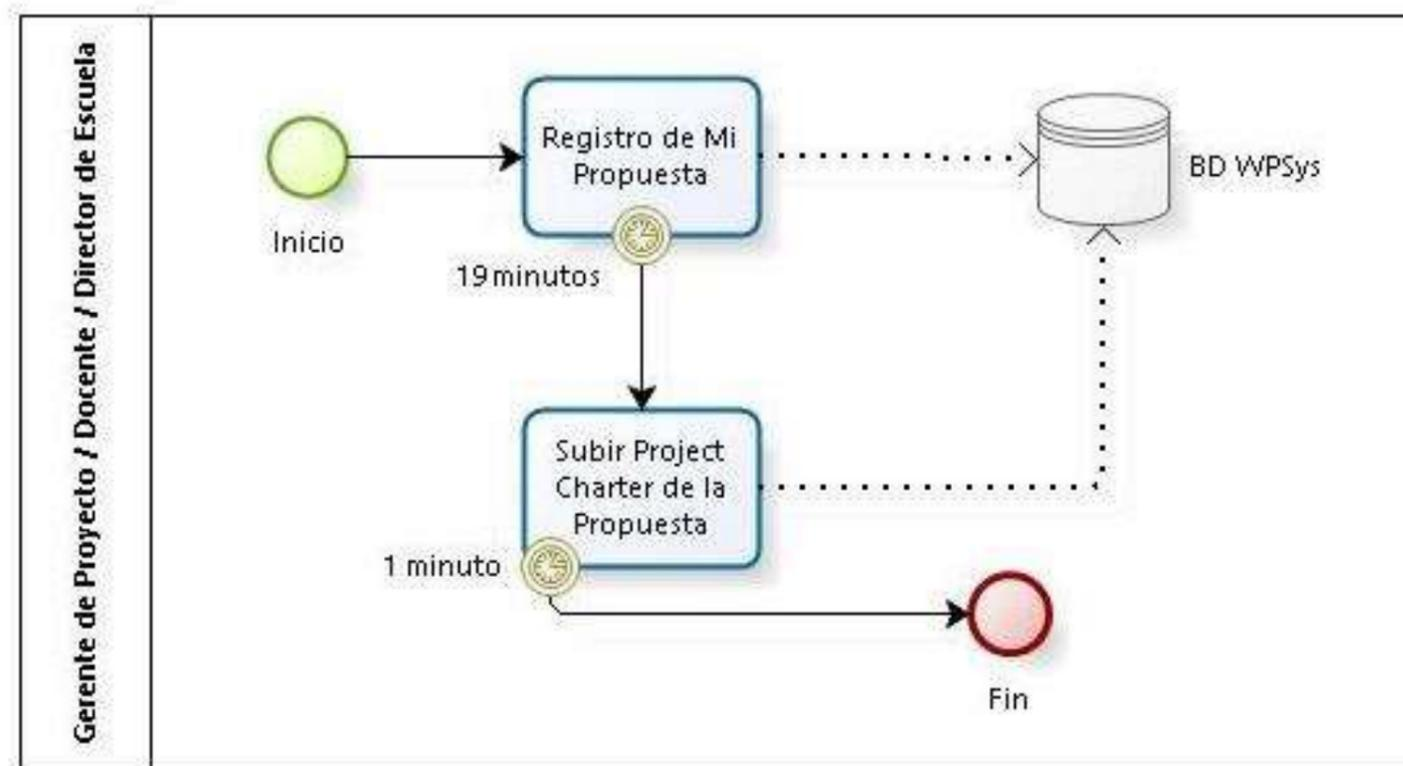 Gerente de Proyecto / Docente / Director de Escuela
Inicio
Registro de Mi
Propuesta
BD WPSys
19 minutos
Subir Project
Charter de la
Propuesta
1 minuto
Fin